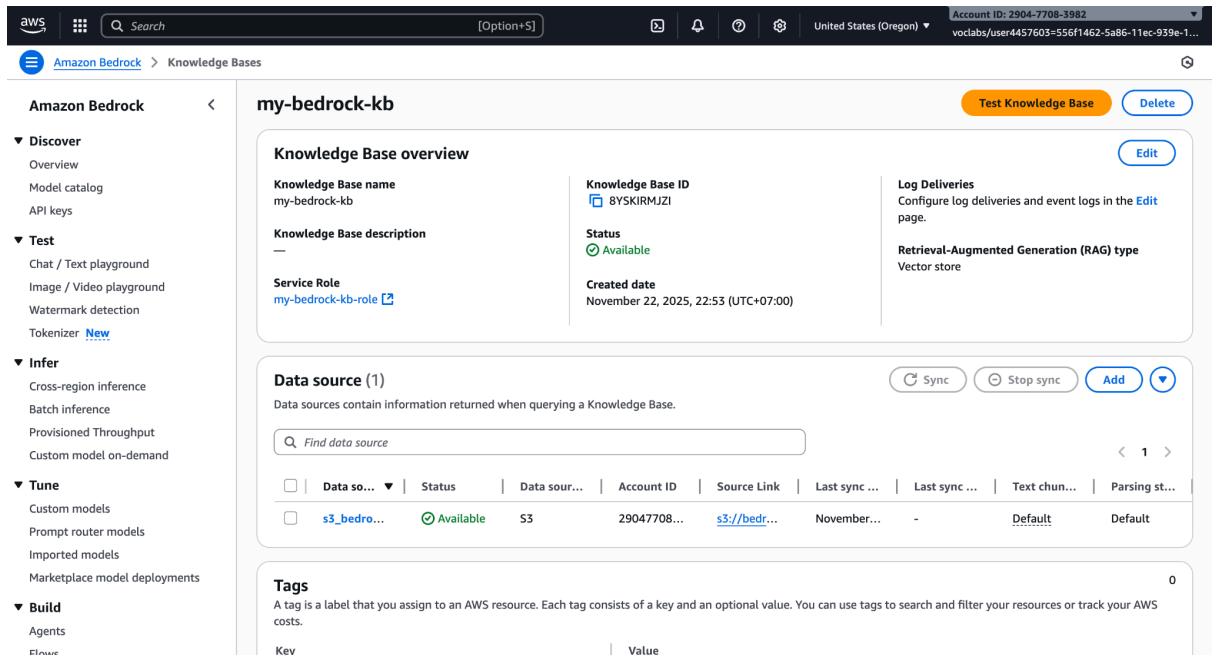 aws
Search [Option+S]
United States (Oregon)
Account ID: 2904-7708-3982
voclabs/user4457603=556f1462-5a86-11ec-939e-1...
Amazon Bedrock > Knowledge Bases
Amazon Bedrock
Discover
Overview
Model catalog
API keys
Test
Chat / Text playground
Image / Video playground
Watermark detection
Tokenizer New
Infer
Cross-region inference
Batch inference
Provisioned Throughput
Custom model on-demand
Tune
Custom models
Prompt router models
Imported models
Marketplace model deployments
Build
Agents
Flows
my-bedrock-kb
Test Knowledge Base
Delete
Knowledge Base overview
Edit
Knowledge Base name
my-bedrock-kb
Knowledge Base description
—
Service Role
my-bedrock-kb-role
Knowledge Base ID
8YSKIRMJZI
Status
Available
Created date
November 22, 2025, 22:53 (UTC+07:00)
Log Deliveries
Configure log deliveries and event logs in the Edit
page.
Retrieval-Augmented Generation (RAG) type
Vector store
Data source (1)
Sync
Stop sync
Add
Data sources contain information returned when querying a Knowledge Base.
Find data source
1
Data so... Status Data sour... Account ID Source Link Last sync ... Last sync ... Text chun... Parsing st...
s3_bedro... Available S3 29047708... s3://bedr... November... - Default Default
Tags
0
A tag is a label that you assign to an AWS resource. Each tag consists of a key and an optional value. You can use tags to search and filter your resources or track your AWS
costs.
Key Value